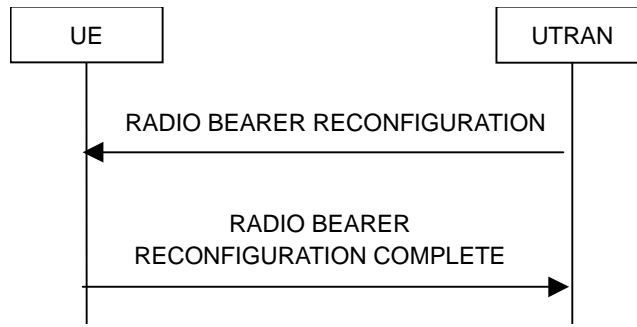 UE
UTRAN
RADIO BEARER RECONFIGURATION
RADIO BEARER
RECONFIGURATION COMPLETE